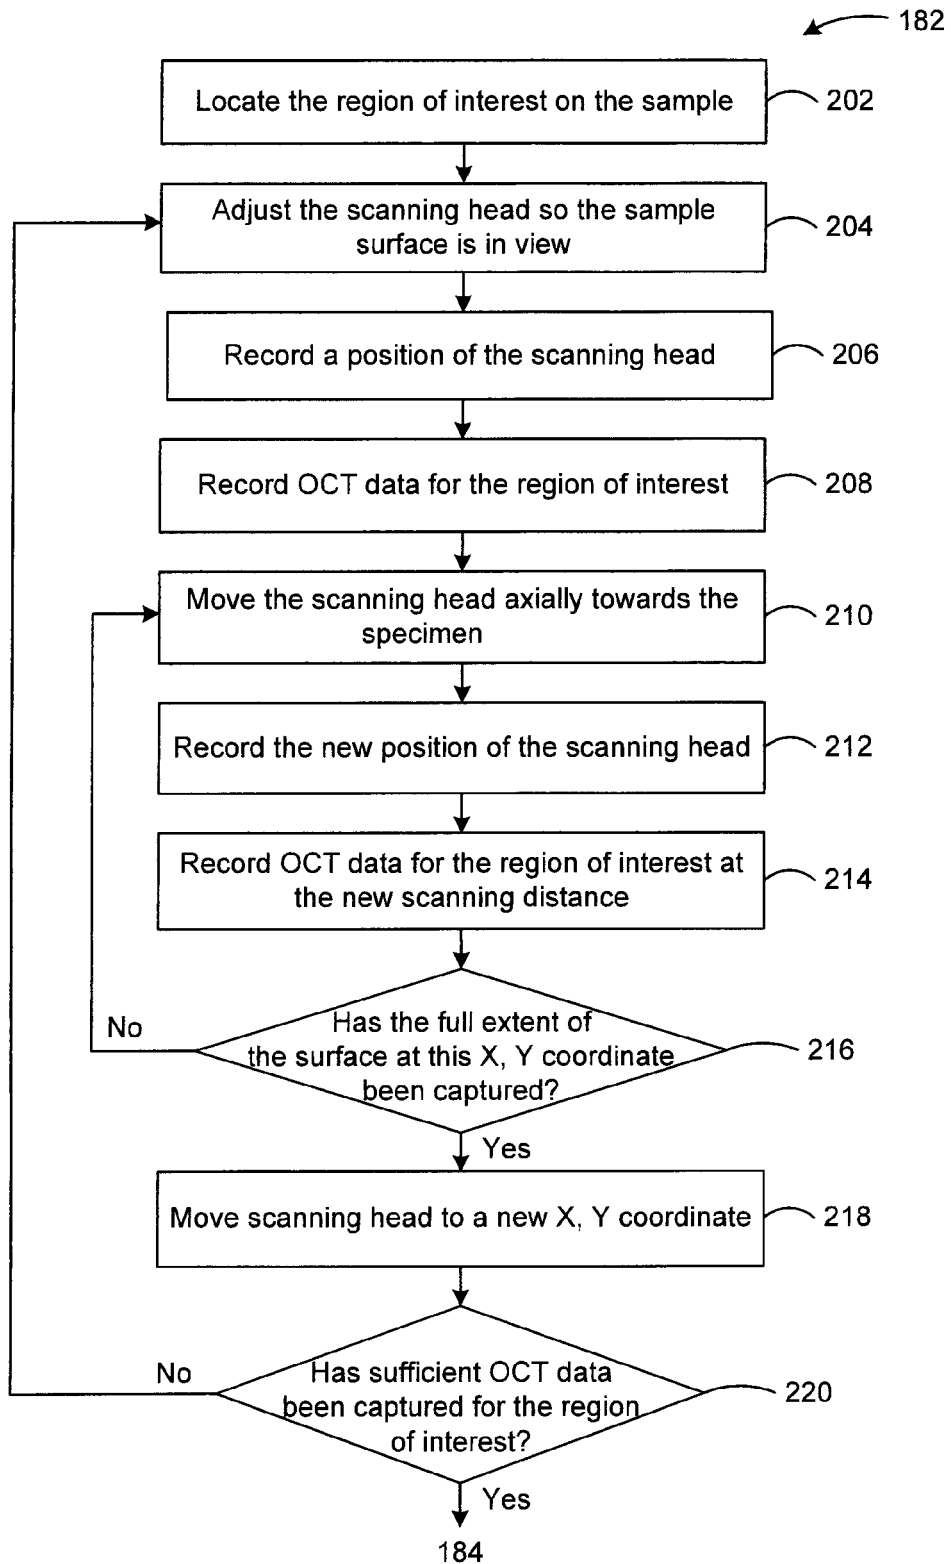 182
Locate the region of interest on the sample
202
Adjust the scanning head so the sample
surface is in view
204
Record a position of the scanning head
206
Record OCT data for the region of interest
208
Move the scanning head axially towards the
specimen
210
Record the new position of the scanning head
212
Record OCT data for the region of interest at
the new scanning distance
214
No
Has the full extent of
the surface at this X, Y coordinate
been captured?
216
Yes
Move scanning head to a new X, Y coordinate
218
No
Has sufficient OCT data
been captured for the region
of interest?
220
Yes
184